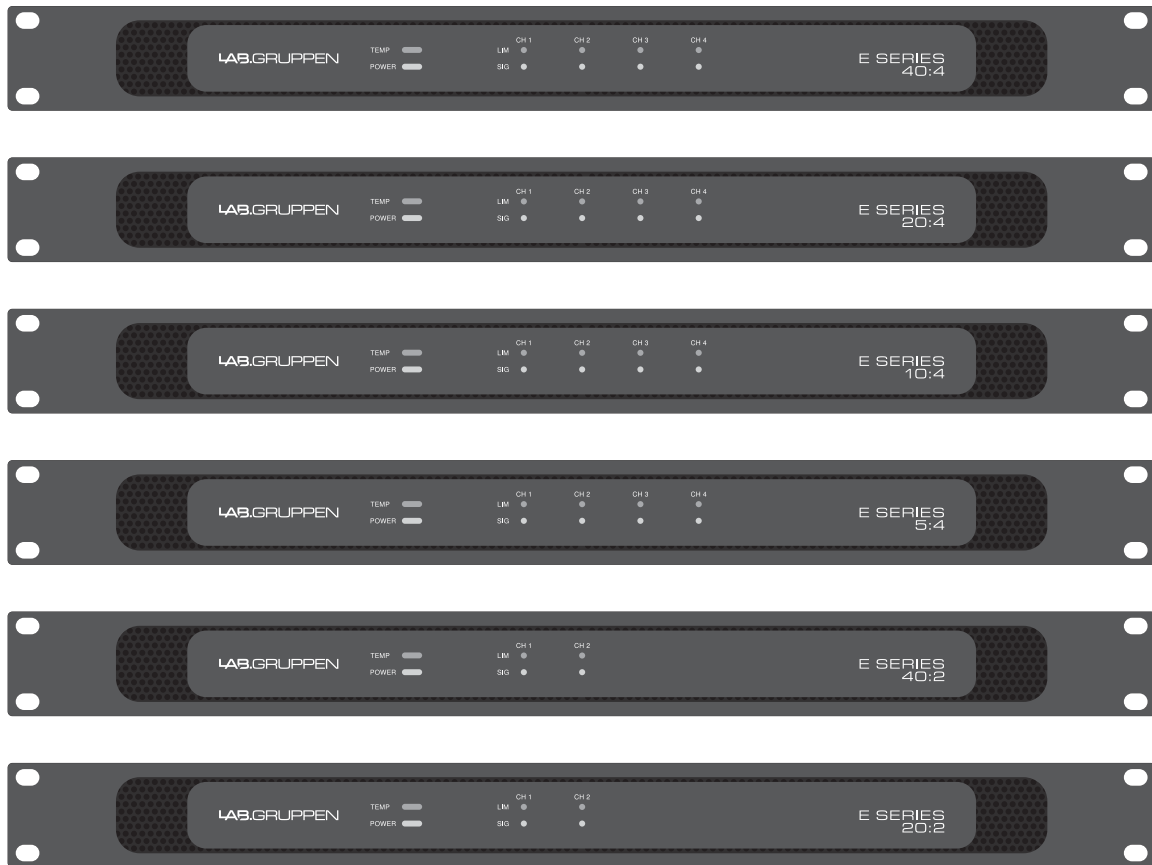 CH 1 CH 2 CH 3 CH 4
LAB.GRUPPEN TEMP LIM E SERIES
POWER SIG 40:4
CH 1 CH 2 CH 3 CH 4
LAB.GRUPPEN TEMP LIM E SERIES
POWER SIG 20:4
CH 1 CH 2 CH 3 CH 4
LAB.GRUPPEN TEMP LIM E SERIES
POWER SIG 10:4
CH 1 CH 2 CH 3 CH 4
LAB.GRUPPEN TEMP LIM E SERIES
POWER SIG 5:4
CH 1 CH 2
LAB.GRUPPEN TEMP LIM E SERIES
POWER SIG 40:2
CH 1 CH 2
LAB.GRUPPEN TEMP LIM E SERIES
POWER SIG 20:2